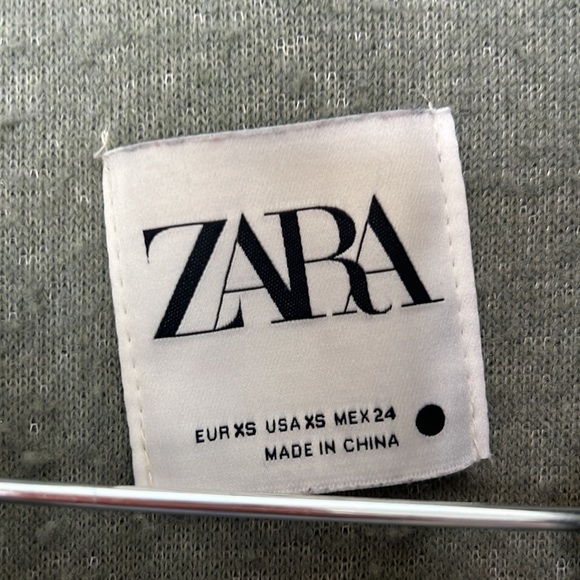 ZARA
EUR XS USA XS MEX 24
MADE IN CHINA